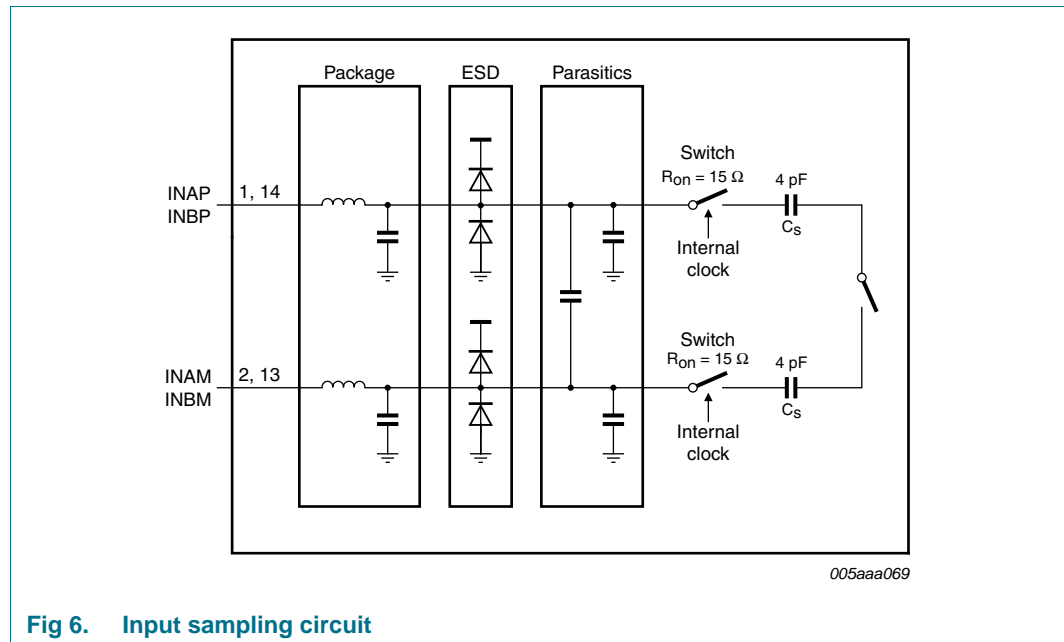 Package
ESD
Parasitics
Switch
Ron = 15 Ω
4 pF
INAP
INBP
1, 14
Cs
Internal
clock
Switch
Ron = 15 Ω
4 pF
INAM
INBM
2, 13
Cs
Internal
clock
005aaa069
Fig 6. Input sampling circuit